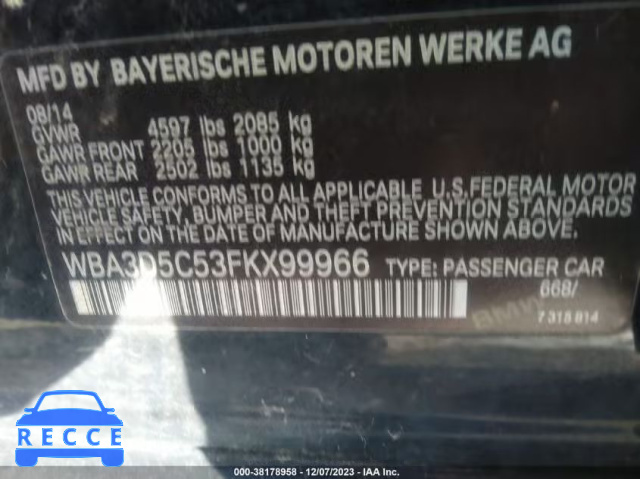 MFD BY BAYERISCHE MOTOREN WERKE AG
08/14
GVWR 4597 lbs 2085 kg
GAWR FRONT 2205 lbs 1000 kg
GAWR REAR 2502 lbs 1135 kg
THIS VEHICLE CONFORMS TO ALL APPLICABLE U.S.FEDERAL MOTOR
VEHICLE SAFETY, BUMPER AND THEFT PREVENTION STANDARDS
IN EFFECT ON THE DATE OF MANUFACTURE SHOWN ABOVE.
WBA3D5C53FKX99966 TYPE: PASSENGER CAR
668/
BMW
7 318 814
RECCE
000-38178958 - 12/07/2023 - IAA Inc.